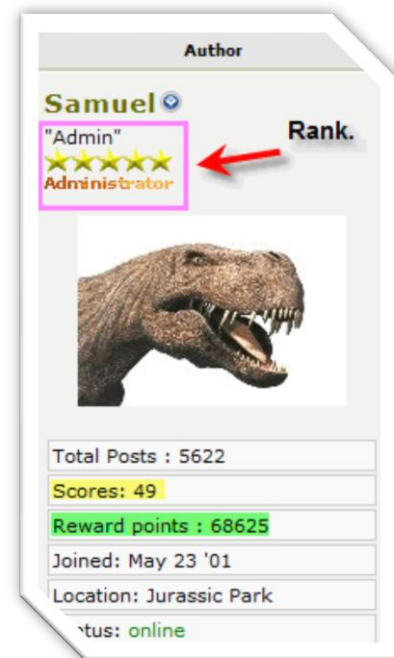 Author
Samuel
"Admin"
Rank.
Administrator
Total Posts : 5622
Scores: 49
Reward points : 68625
Joined: May 23 '01
Location: Jurassic Park
online